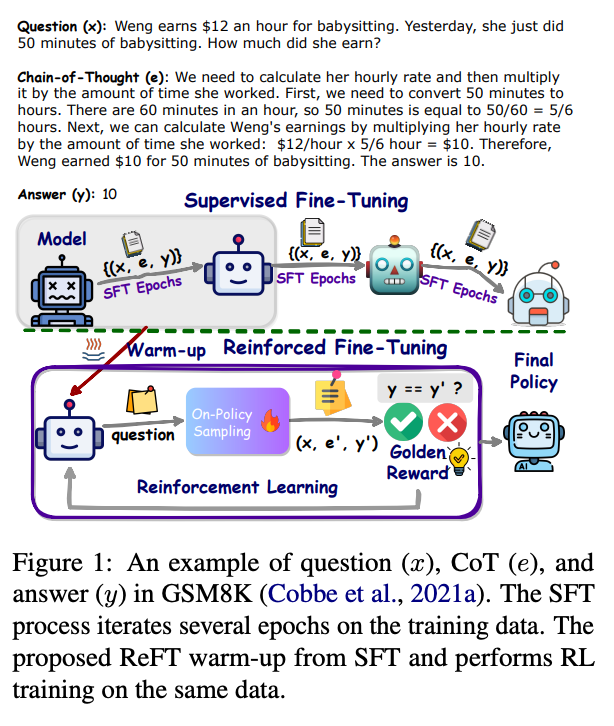 Question (x): Weng earns $12 an hour for babysitting. Yesterday, she just did
50 minutes of babysitting. How much did she earn?
Chain-of-Thought (e): We need to calculate her hourly rate and then multiply
it by the amount of time she worked. First, we need to convert 50 minutes to
hours. There are 60 minutes in an hour, so 50 minutes is equal to 50/60 = 5/6
hours. Next, we can calculate Weng's earnings by multiplying her hourly rate
by the amount of time she worked: $12/hour x 5/6 hour = $10. Therefore,
Weng earned $10 for 50 minutes of babysitting. The answer is 10.
Answer (y): 10
Supervised Fine-Tuning
Model
{(x, e, y)}
SFT Epochs
{(x, e, y)}
SFT Epochs
{(x, e, y)}
SFT Epochs
Warm-up
Reinforced Fine-Tuning
Final
Policy
question
On-Policy
Sampling
(x, e', y')
y == y' ?
Golden
Reward
Reinforcement Learning
AI
Figure 1: An example of question (x), CoT (e), and
answer (y) in GSM8K (Cobbe et al., 2021a). The SFT
process iterates several epochs on the training data. The
proposed ReFT warm-up from SFT and performs RL
training on the same data.